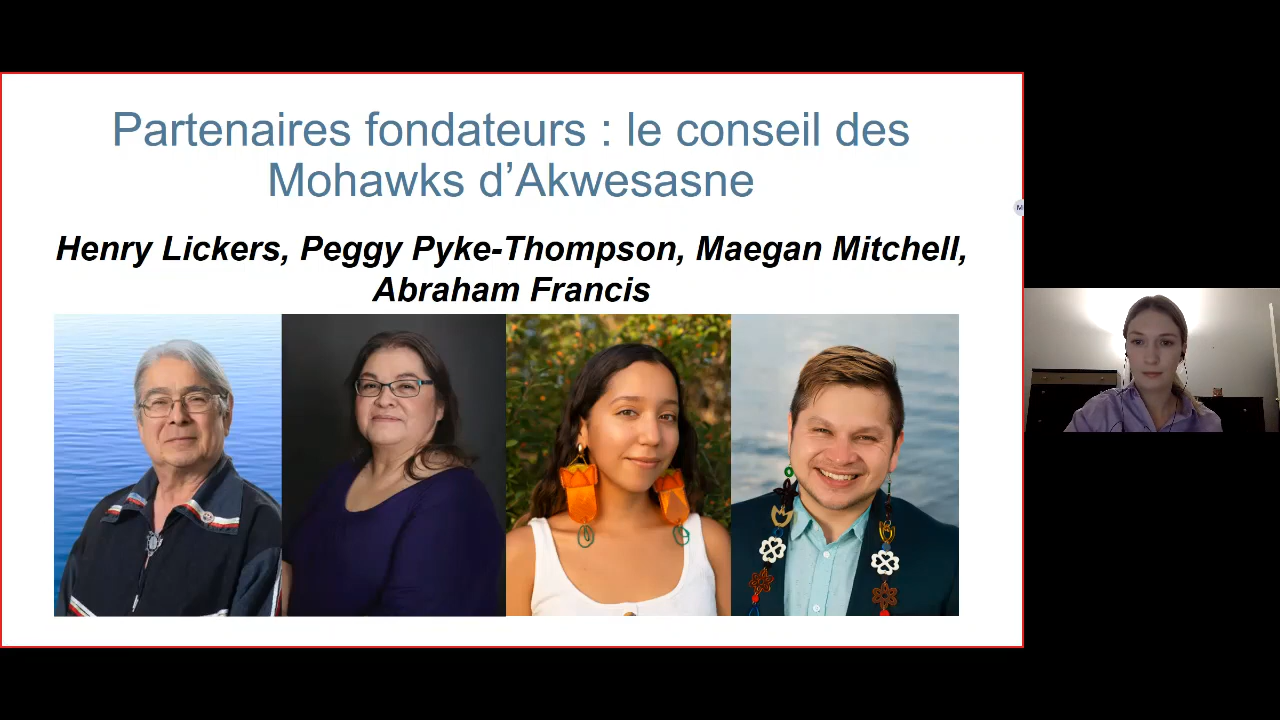 Partenaires fondateurs : le conseil des
Mohawks d’Akwesasne
Henry Lickers, Peggy Pyke-Thompson, Maegan Mitchell,
Abraham Francis